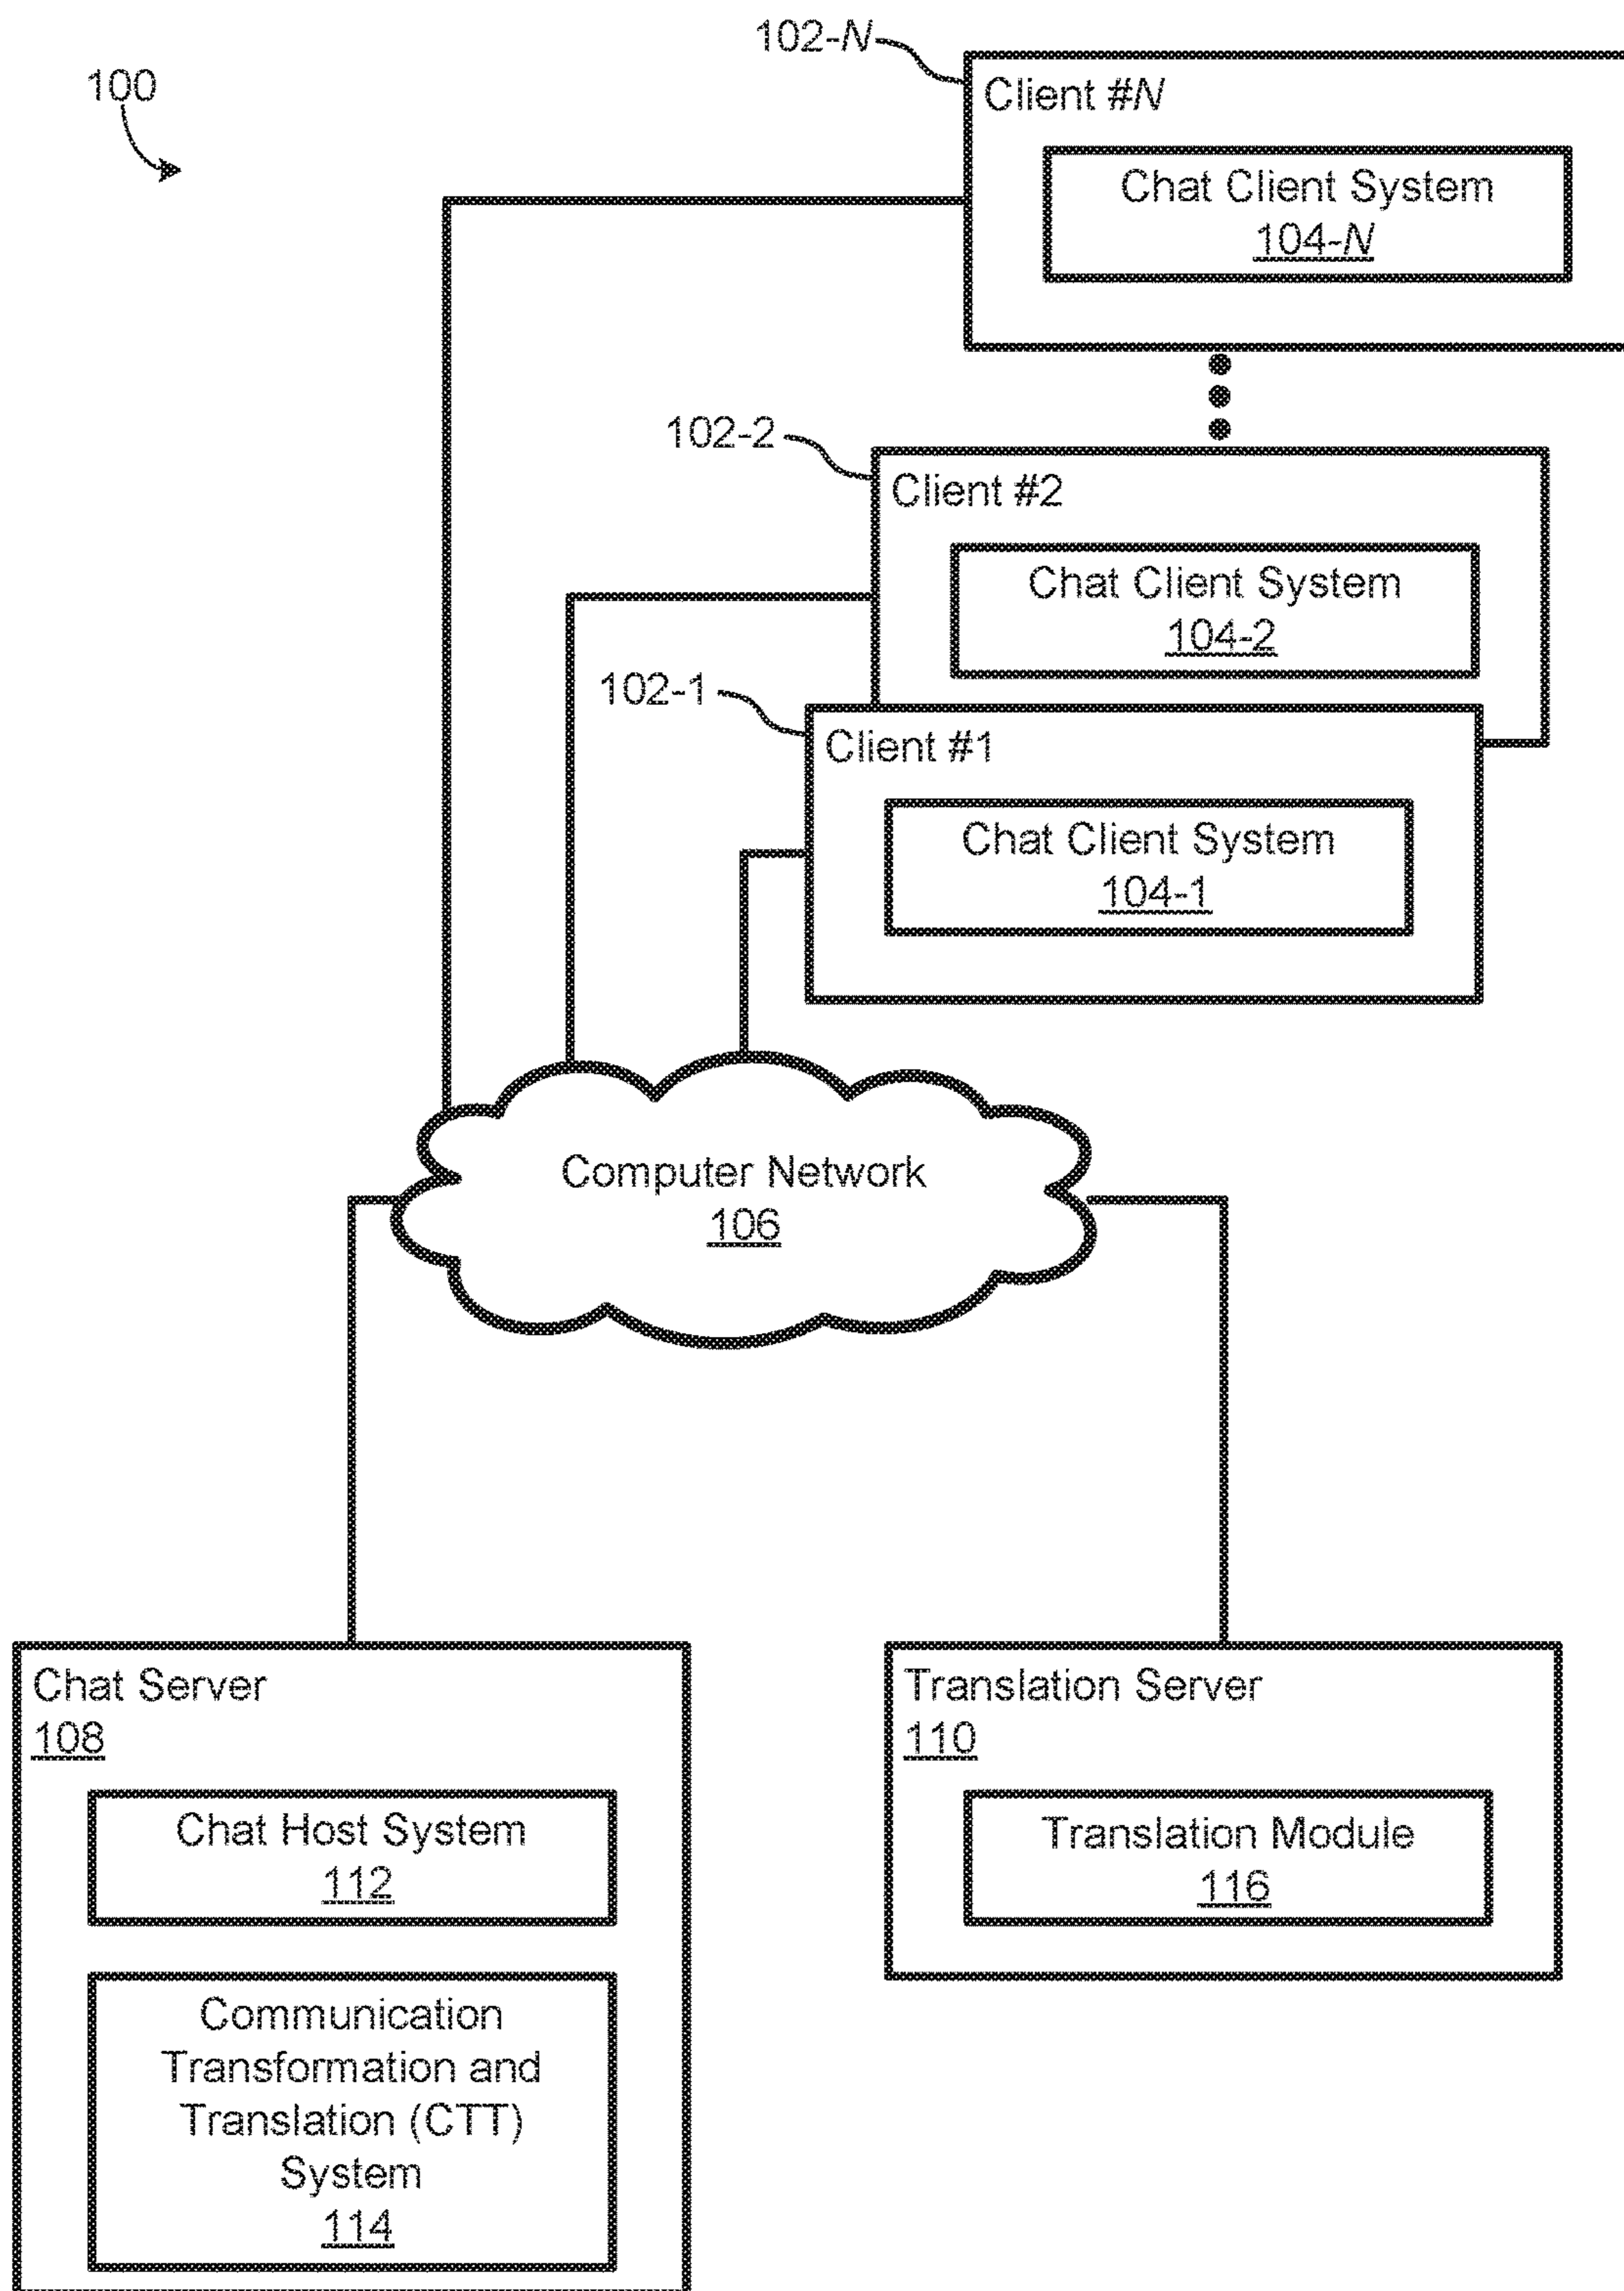 102-N
100
Client #N
Chat Client System
104-N
102-2
Client #2
Chat Client System
104-2
102-1
Client #1
Chat Client System
104-1
Computer Network
106
Chat Server
108
Chat Host System
112
Communication
Transformation and
Translation (CTT)
System
114
Translation Server
110
Translation Module
116